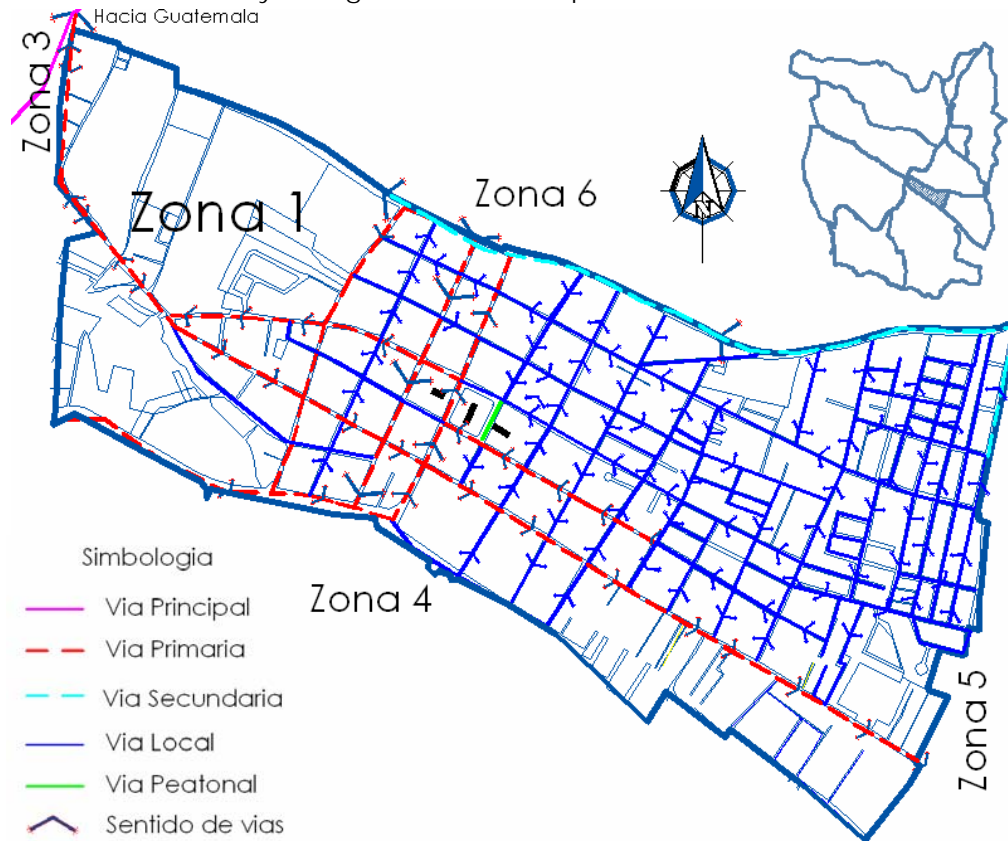 Hacia Guatemala
Zona 3
Zona 1
Zona 6
N
Simbologia
Zona 4
Via Principal
Via Primaria
Via Secundaria
Via Local
Via Peatonal
Sentido de vias
Zona 5